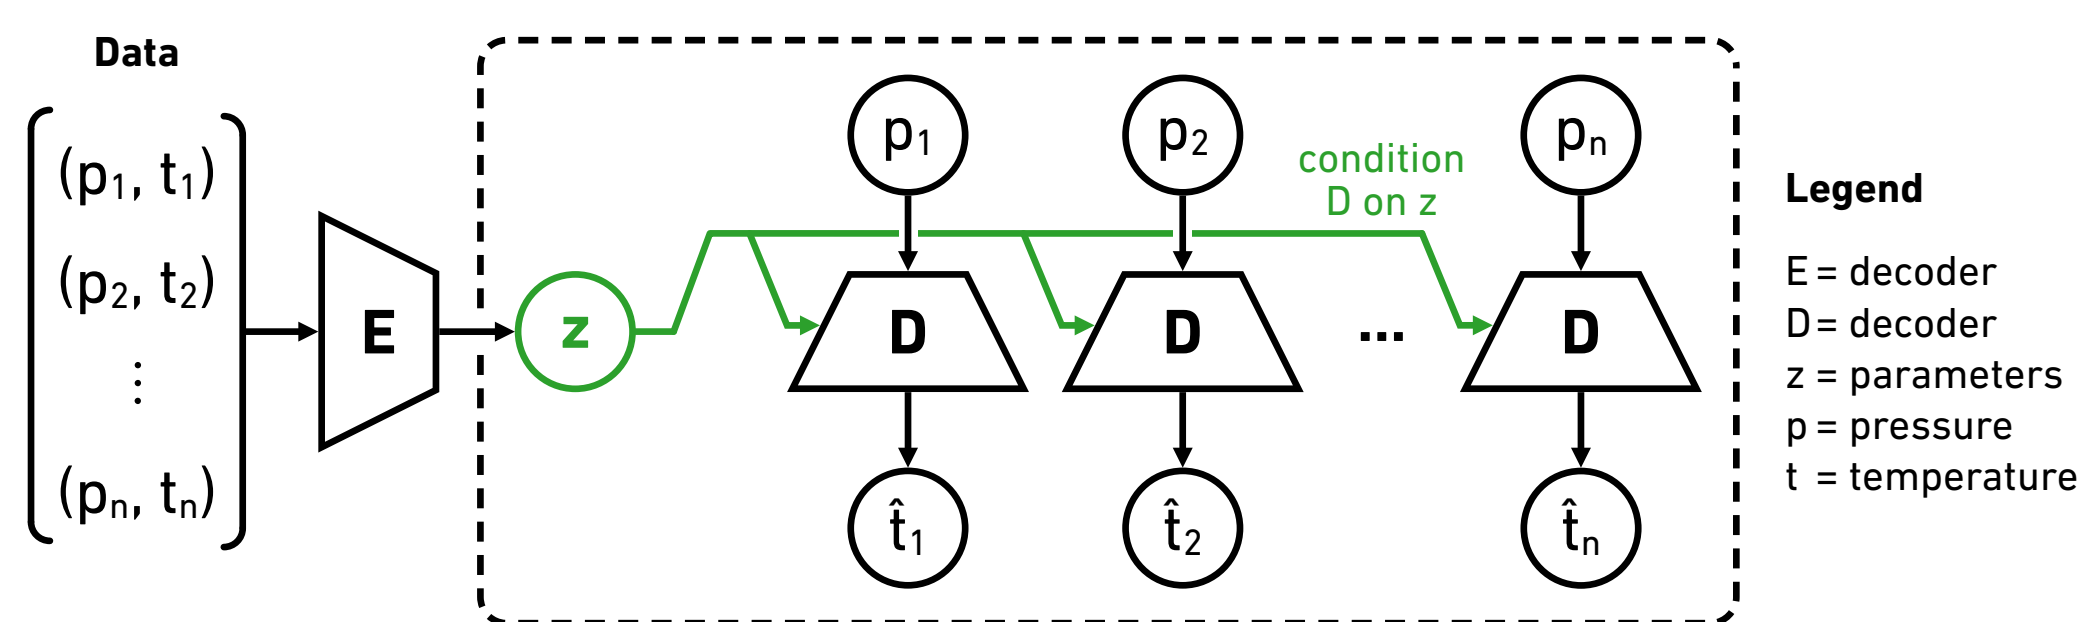 Data
(p₁, t₁)
(p₂, t₂)
⋮
(pₙ, tₙ)
E
z
p₁
p₂
pₙ
condition
D on z
D
D
...
D
t̂₁
t̂₂
t̂ₙ
Legend
E = decoder
D = decoder
z = parameters
p = pressure
t = temperature